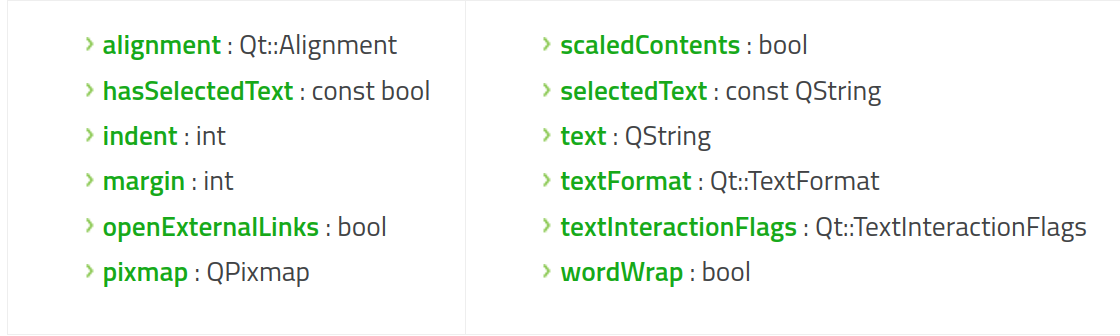 alignment : Qt::Alignment
hasSelectedText : const bool
indent : int
margin : int
openExternalLinks : bool
pixmap : QPixmap
scaledContents : bool
selectedText : const QString
text : QString
textFormat : Qt::TextFormat
textInteractionFlags : Qt::TextInteractionFlags
wordWrap : bool